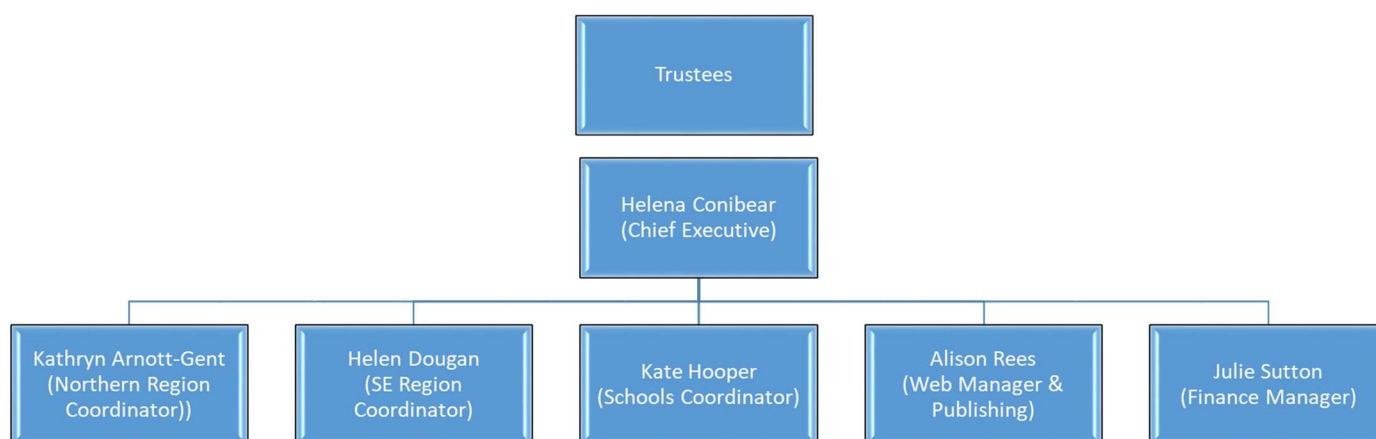 Trustees
Helena Conibear
(Chief Executive)
Kathryn Arnott-Gent
(Northern Region
Coordinator))
Helen Dougan
(SE Region
Coordinator)
Kate Hooper
(Schools Coordinator)
Alison Rees
(Web Manager &
Publishing)
Julie Sutton
(Finance Manager)